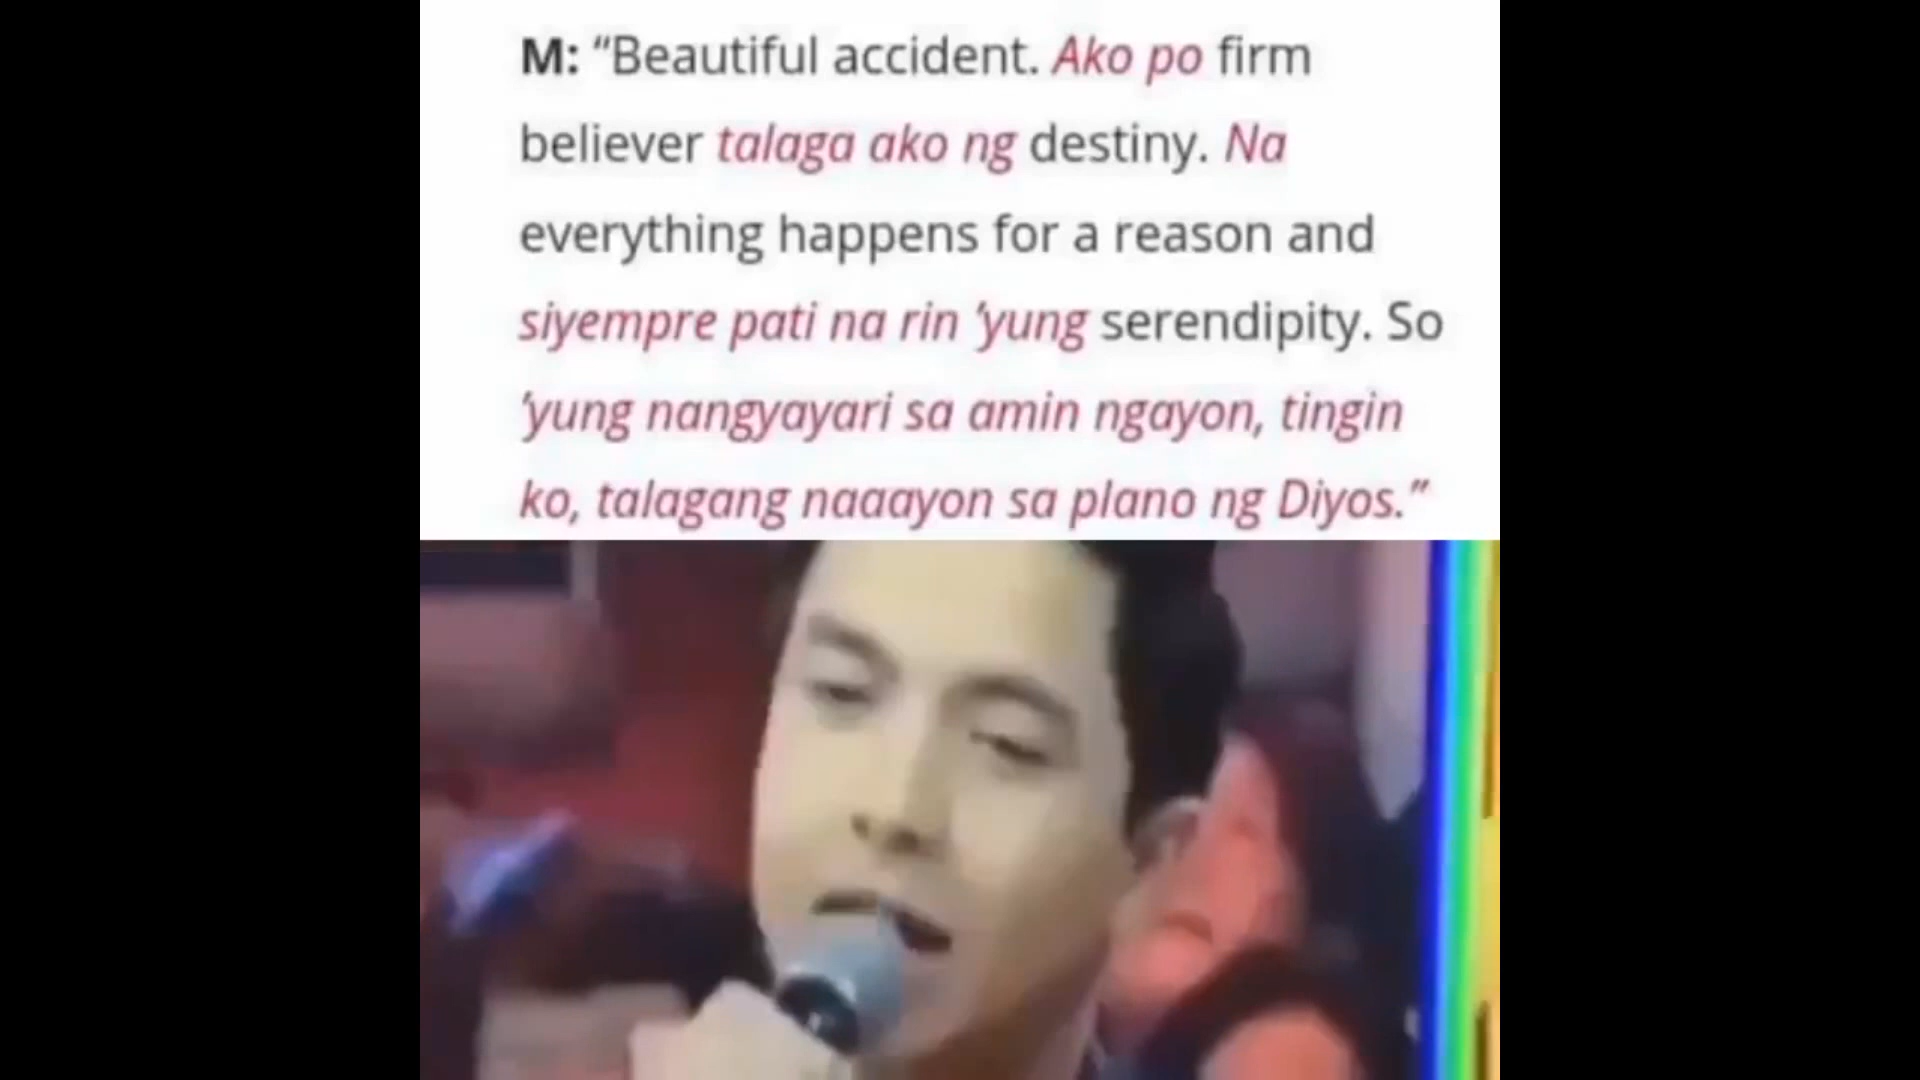 M: “Beautiful accident. Ako po firm
believer talaga ako ng destiny. Na
everything happens for a reason and
siyempre pati na rin ’yung serendipity. So
’yung nangyayari sa amin ngayon, tingin
ko, talagang naaayon sa plano ng Diyos.”